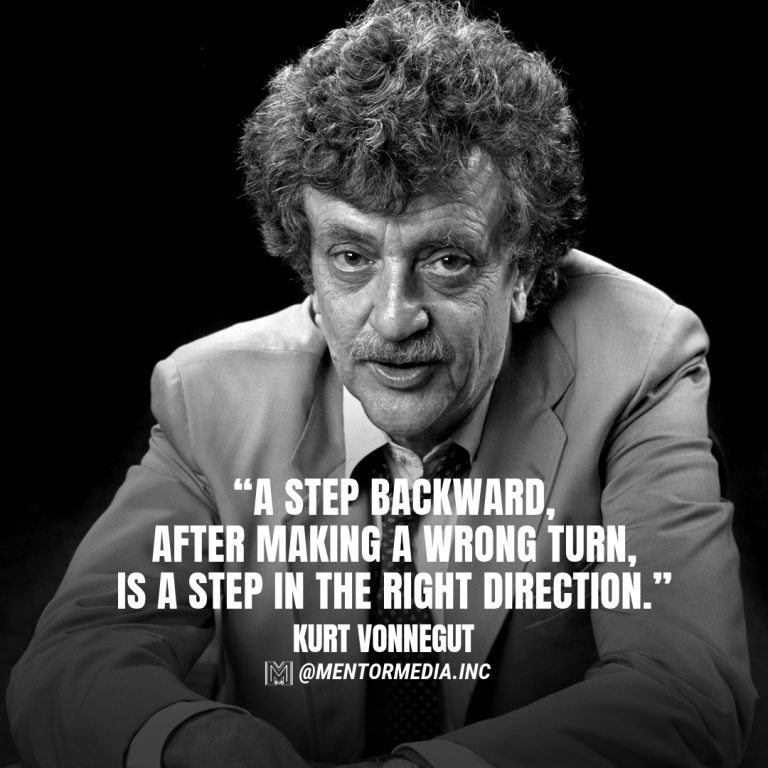 “A STEP BACKWARD,
AFTER MAKING A WRONG TURN,
IS A STEP IN THE RIGHT DIRECTION.”
KURT VONNEGUT
M @MENTORMEDIA.INC